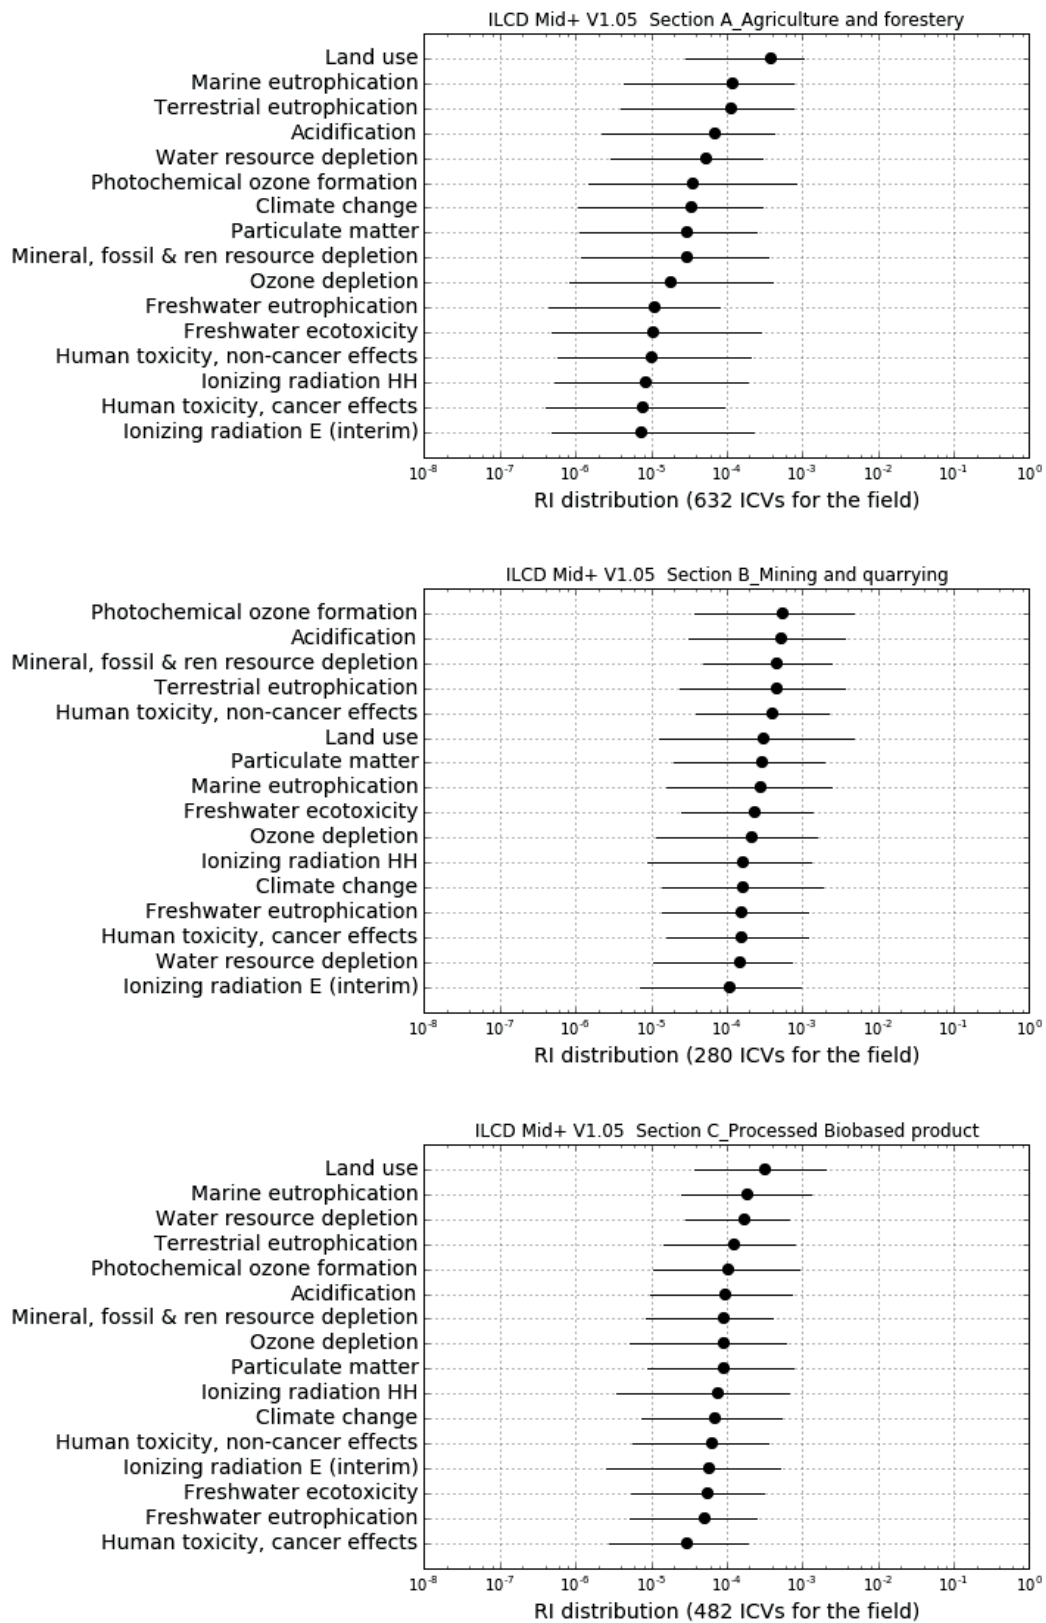 ILCD Mid+ V1.05  Section A_Agriculture and forestery
Land use
Marine eutrophication
Terrestrial eutrophication
Acidification
Water resource depletion
Photochemical ozone formation
Climate change
Particulate matter
Mineral, fossil & ren resource depletion
Ozone depletion
Freshwater eutrophication
Freshwater ecotoxicity
Human toxicity, non-cancer effects
Ionizing radiation HH
Human toxicity, cancer effects
Ionizing radiation E (interim)
10⁻⁸ 10⁻⁷ 10⁻⁶ 10⁻⁵ 10⁻⁴ 10⁻³ 10⁻² 10⁻¹ 10⁰
RI distribution (632 ICVs for the field)
ILCD Mid+ V1.05  Section B_Mining and quarrying
Photochemical ozone formation
Acidification
Mineral, fossil & ren resource depletion
Terrestrial eutrophication
Human toxicity, non-cancer effects
Land use
Particulate matter
Marine eutrophication
Freshwater ecotoxicity
Ozone depletion
Ionizing radiation HH
Climate change
Freshwater eutrophication
Human toxicity, cancer effects
Water resource depletion
Ionizing radiation E (interim)
10⁻⁸ 10⁻⁷ 10⁻⁶ 10⁻⁵ 10⁻⁴ 10⁻³ 10⁻² 10⁻¹ 10⁰
RI distribution (280 ICVs for the field)
ILCD Mid+ V1.05  Section C_Processed Biobased product
Land use
Marine eutrophication
Water resource depletion
Terrestrial eutrophication
Photochemical ozone formation
Acidification
Mineral, fossil & ren resource depletion
Ozone depletion
Particulate matter
Ionizing radiation HH
Climate change
Human toxicity, non-cancer effects
Ionizing radiation E (interim)
Freshwater ecotoxicity
Freshwater eutrophication
Human toxicity, cancer effects
10⁻⁸ 10⁻⁷ 10⁻⁶ 10⁻⁵ 10⁻⁴ 10⁻³ 10⁻² 10⁻¹ 10⁰
RI distribution (482 ICVs for the field)